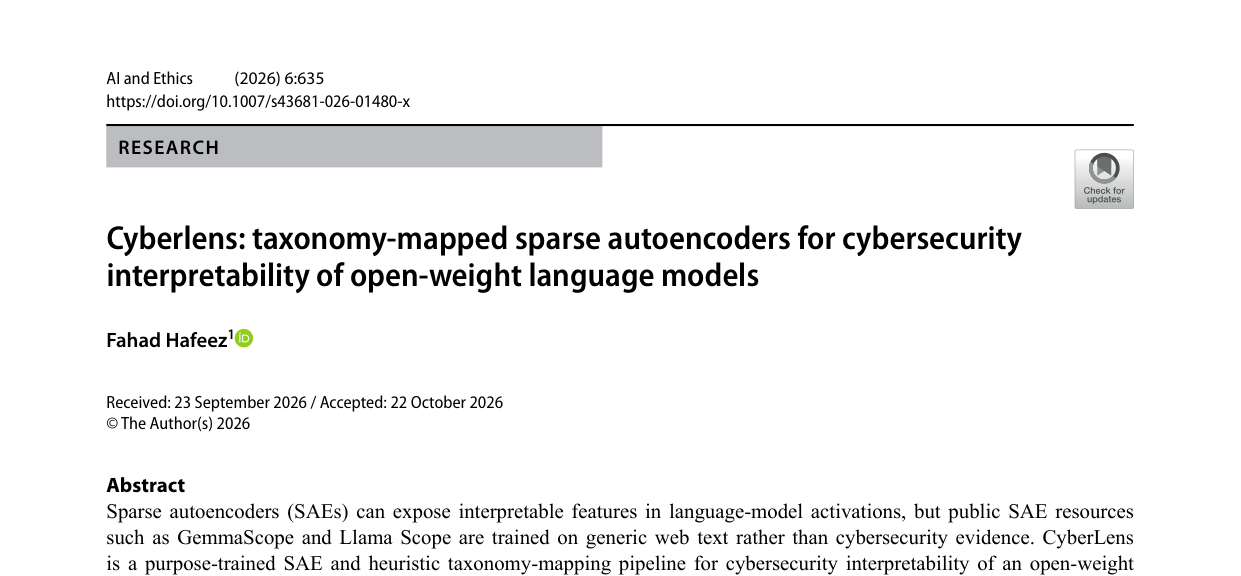 AI and Ethics (2026) 6:635
https://doi.org/10.1007/s43681-026-01480-x
RESEARCH
Check for
updates
Cyberlens: taxonomy-mapped sparse autoencoders for cybersecurity
interpretability of open-weight language models
Fahad Hafeez1 iD
Received: 23 September 2026 / Accepted: 22 October 2026
© The Author(s) 2026
Abstract
Sparse autoencoders (SAEs) can expose interpretable features in language-model activations, but public SAE resources
such as GemmaScope and Llama Scope are trained on generic web text rather than cybersecurity evidence. CyberLens
is a purpose-trained SAE and heuristic taxonomy-mapping pipeline for cybersecurity interpretability of an open-weight